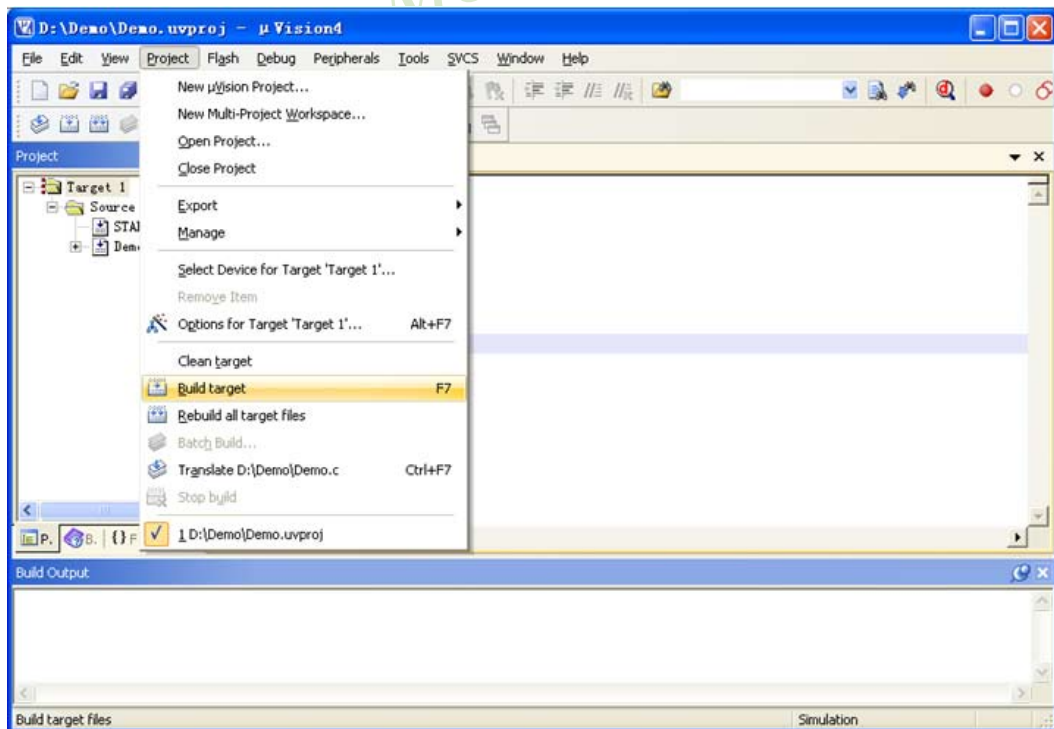 D:\Demo\Demo.uvproj - µVision4
File Edit View Project Flash Debug Peripherals Tools SVCS Window Help
Project
Target 1
Source
STAI
Dem
New µVision Project...
New Multi-Project Workspace...
Open Project...
Close Project
Export
Manage
Select Device for Target 'Target 1'...
Remove Item
Options for Target 'Target 1'... Alt+F7
Clean target
Build target F7
Rebuild all target files
Batch Build...
Translate D:\Demo\Demo.c Ctrl+F7
Stop build
1 D:\Demo\Demo.uvproj
P. B. {} F
Build Output
Build target files Simulation